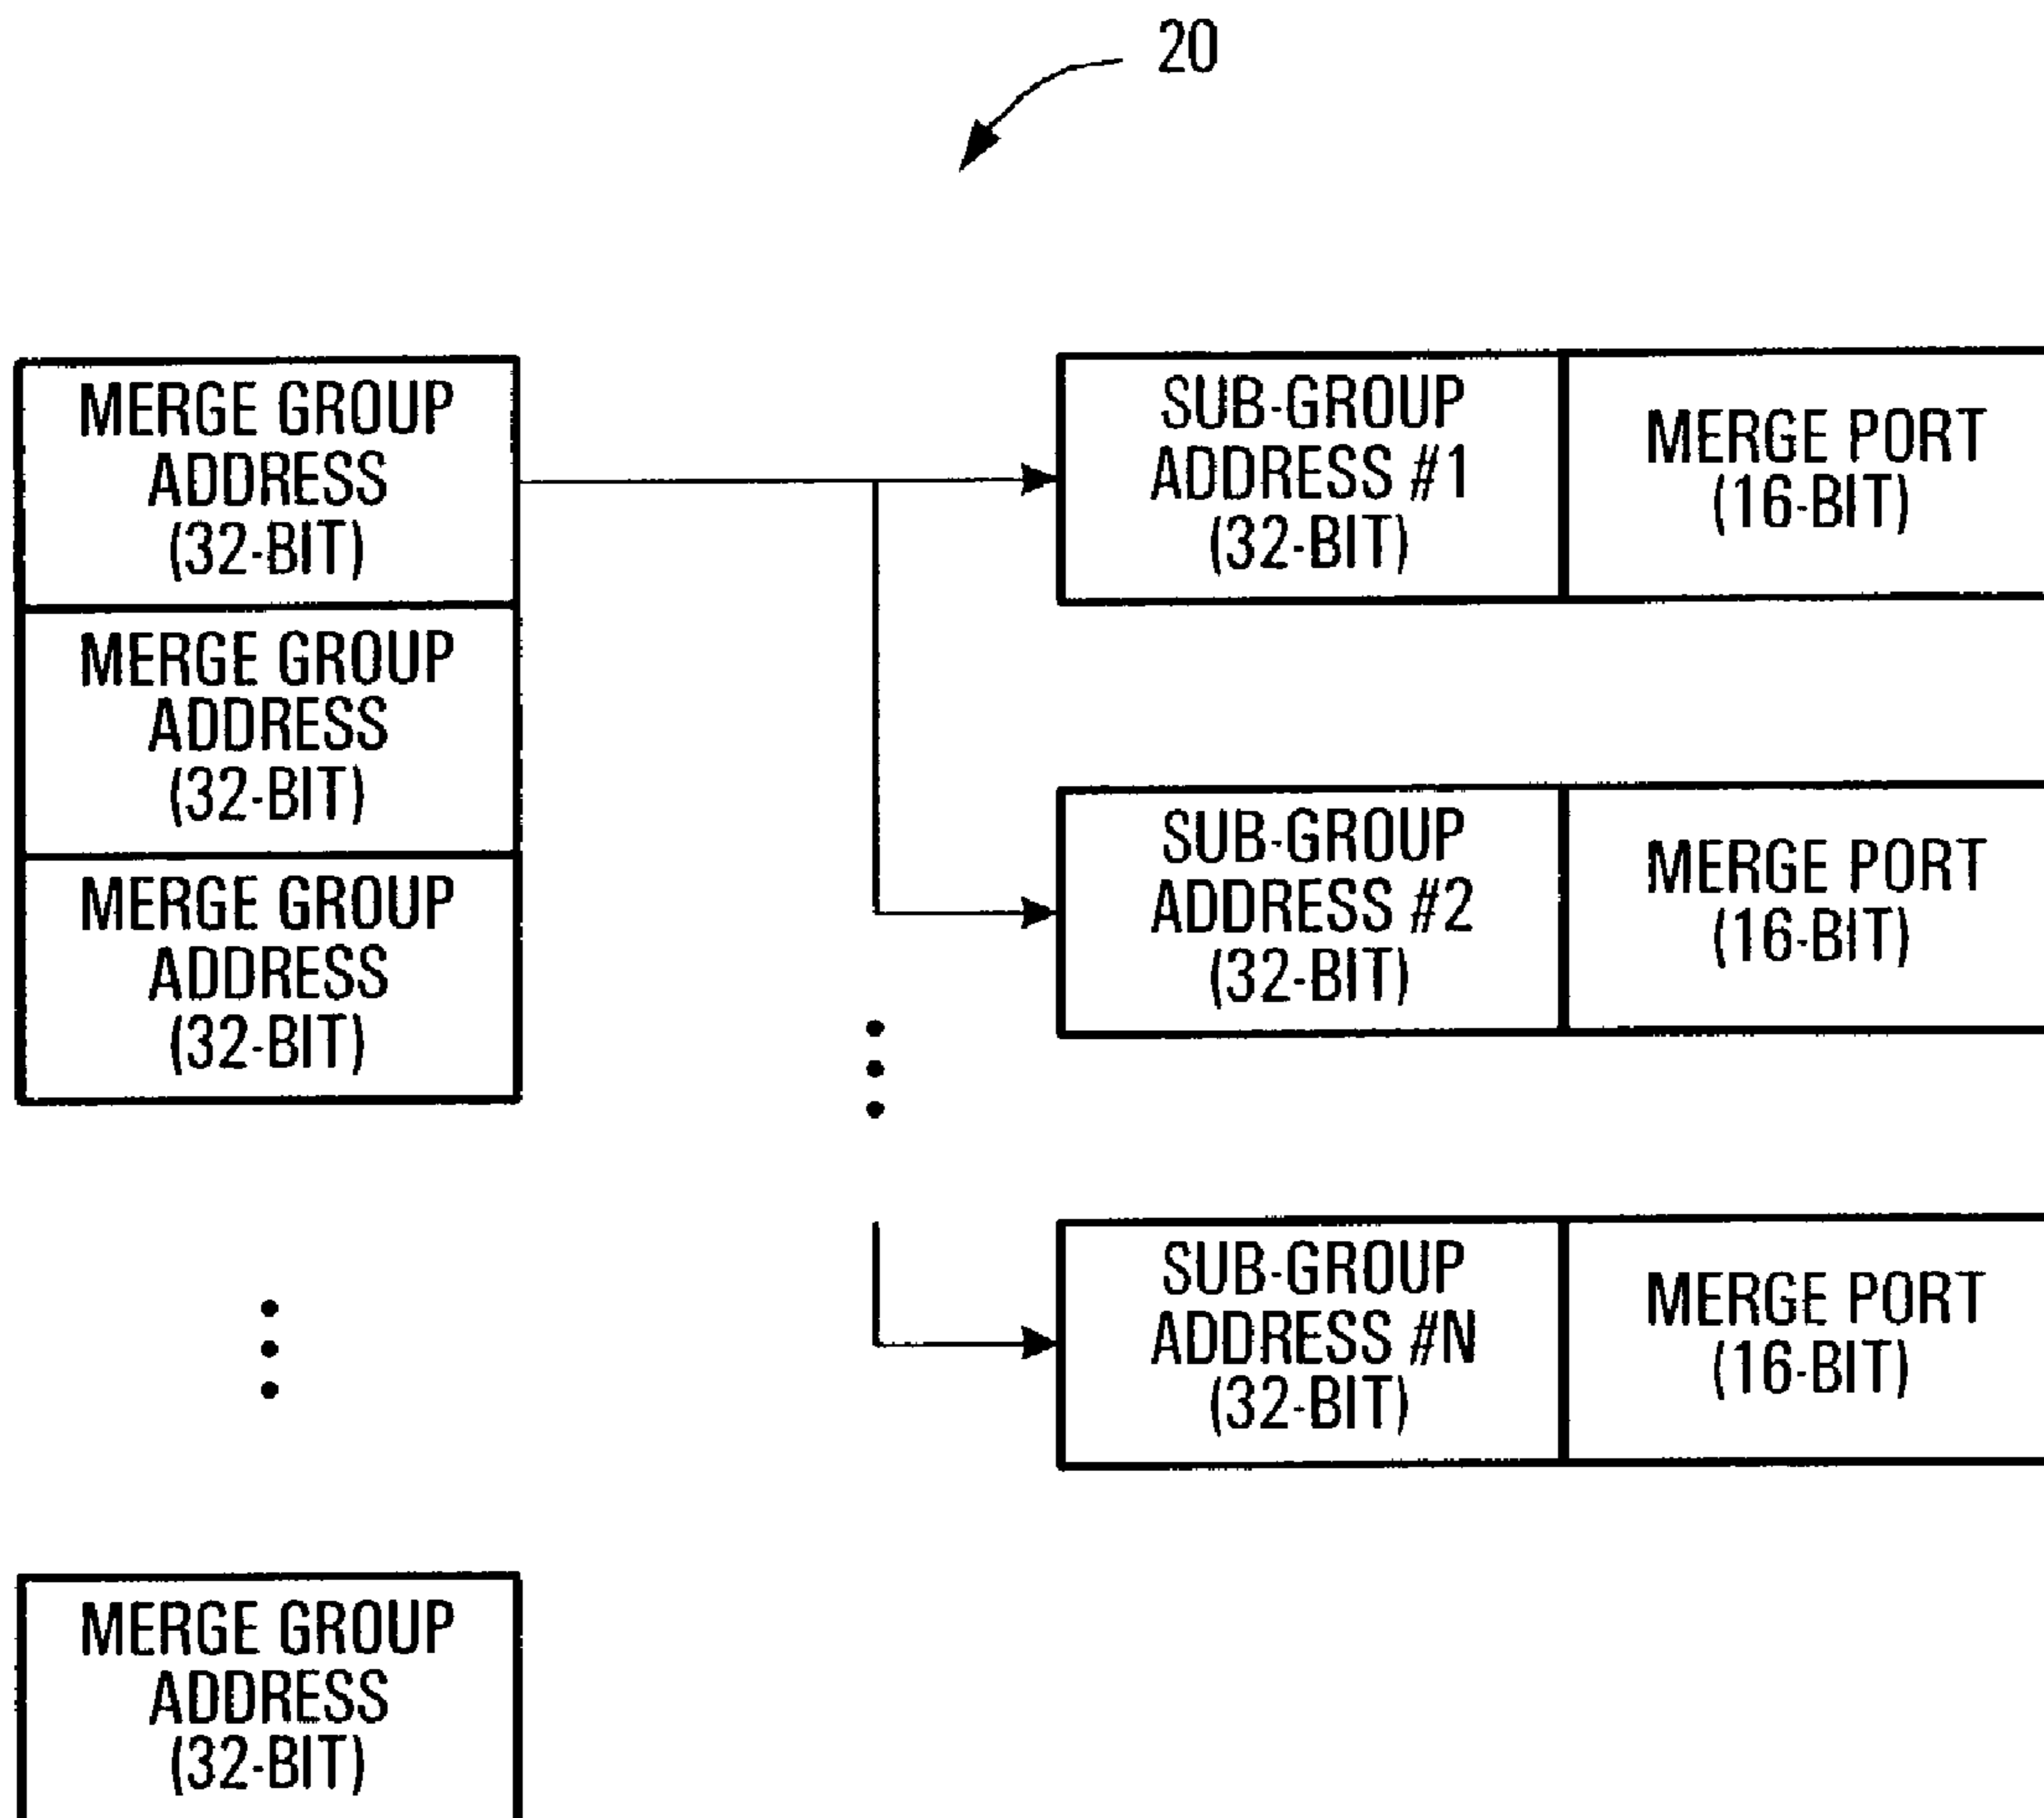 20
MERGE GROUP
ADDRESS
(32-BIT)
MERGE GROUP
ADDRESS
(32-BIT)
MERGE GROUP
ADDRESS
(32-BIT)
MERGE GROUP
ADDRESS
(32-BIT)
SUB-GROUP
ADDRESS #1
(32-BIT)
MERGE PORT
(16-BIT)
SUB-GROUP
ADDRESS #2
(32-BIT)
MERGE PORT
(16-BIT)
SUB-GROUP
ADDRESS #N
(32-BIT)
MERGE PORT
(16-BIT)